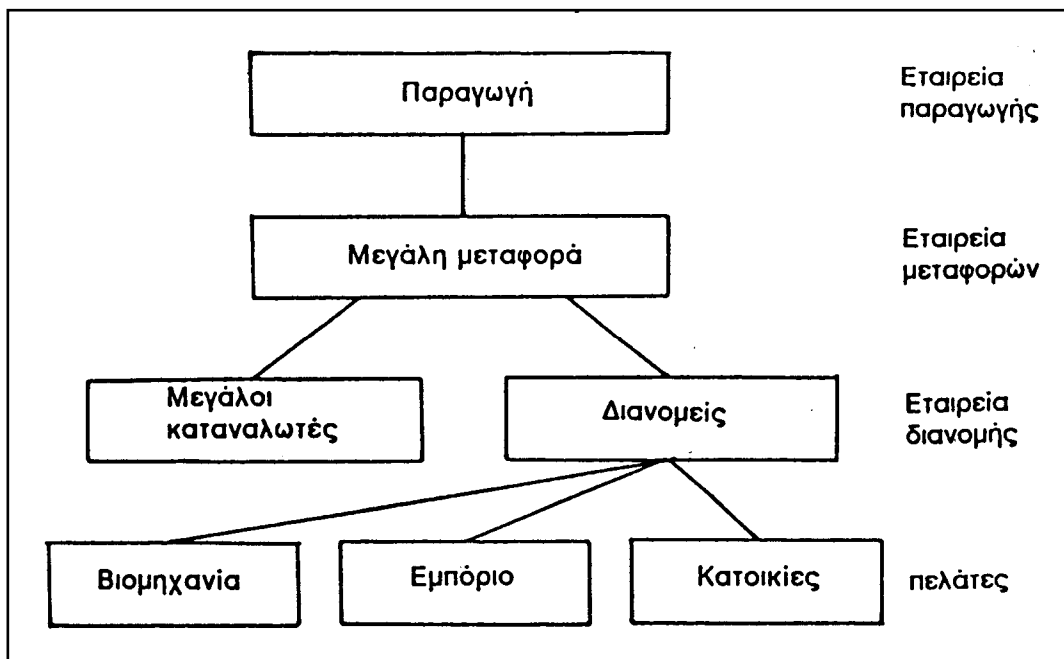 Παραγωγή
Εταιρεία
παραγωγής
Μεγάλη μεταφορά
Εταιρεία
μεταφορών
Μεγάλοι
καταναλωτές
Διανομείς
Εταιρεία
διανομής
Βιομηχανία
Εμπόριο
Κατοικίες
πελάτες